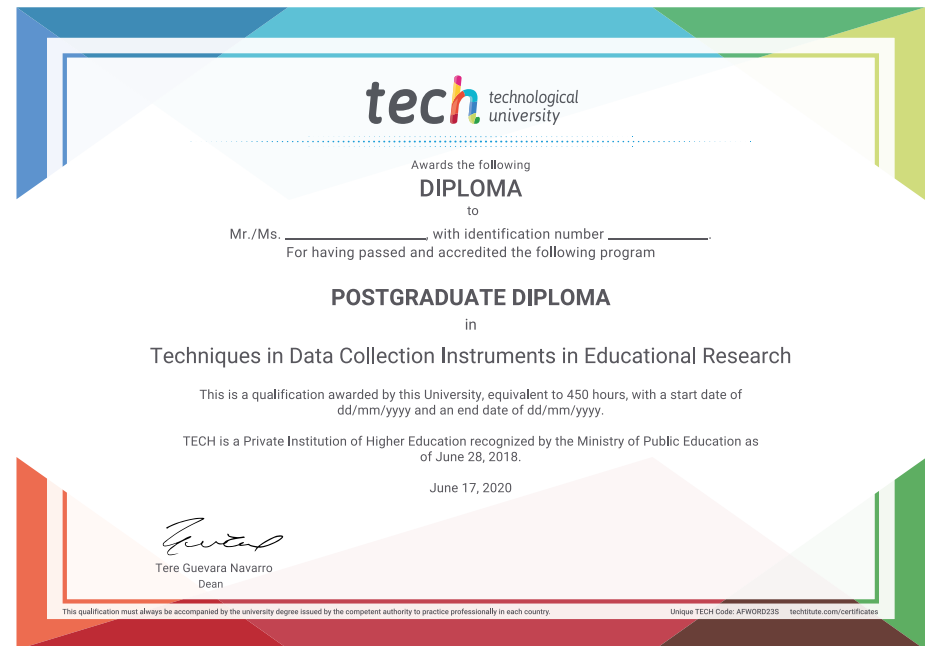 tech technological
university
Awards the following
DIPLOMA
to
Mr./Ms. ____________________, with identification number ______________.
For having passed and accredited the following program
POSTGRADUATE DIPLOMA
in
Techniques in Data Collection Instruments in Educational Research
This is a qualification awarded by this University, equivalent to 450 hours, with a start date of
dd/mm/yyyy and an end date of dd/mm/yyyy.
TECH is a Private Institution of Higher Education recognized by the Ministry of Public Education as
of June 28, 2018.
June 17, 2020
Tere Guevara Navarro
Dean
This qualification must always be accompanied by the university degree issued by the competent authority to practice professionally in each country.
Unique TECH Code: AFWORD23S techtitute.com/certificates